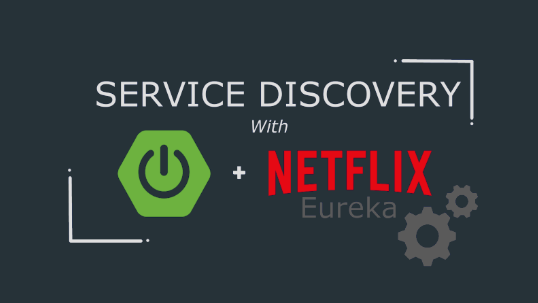 SERVICE DISCOVERY
With
+ NETFLIX
Eureka